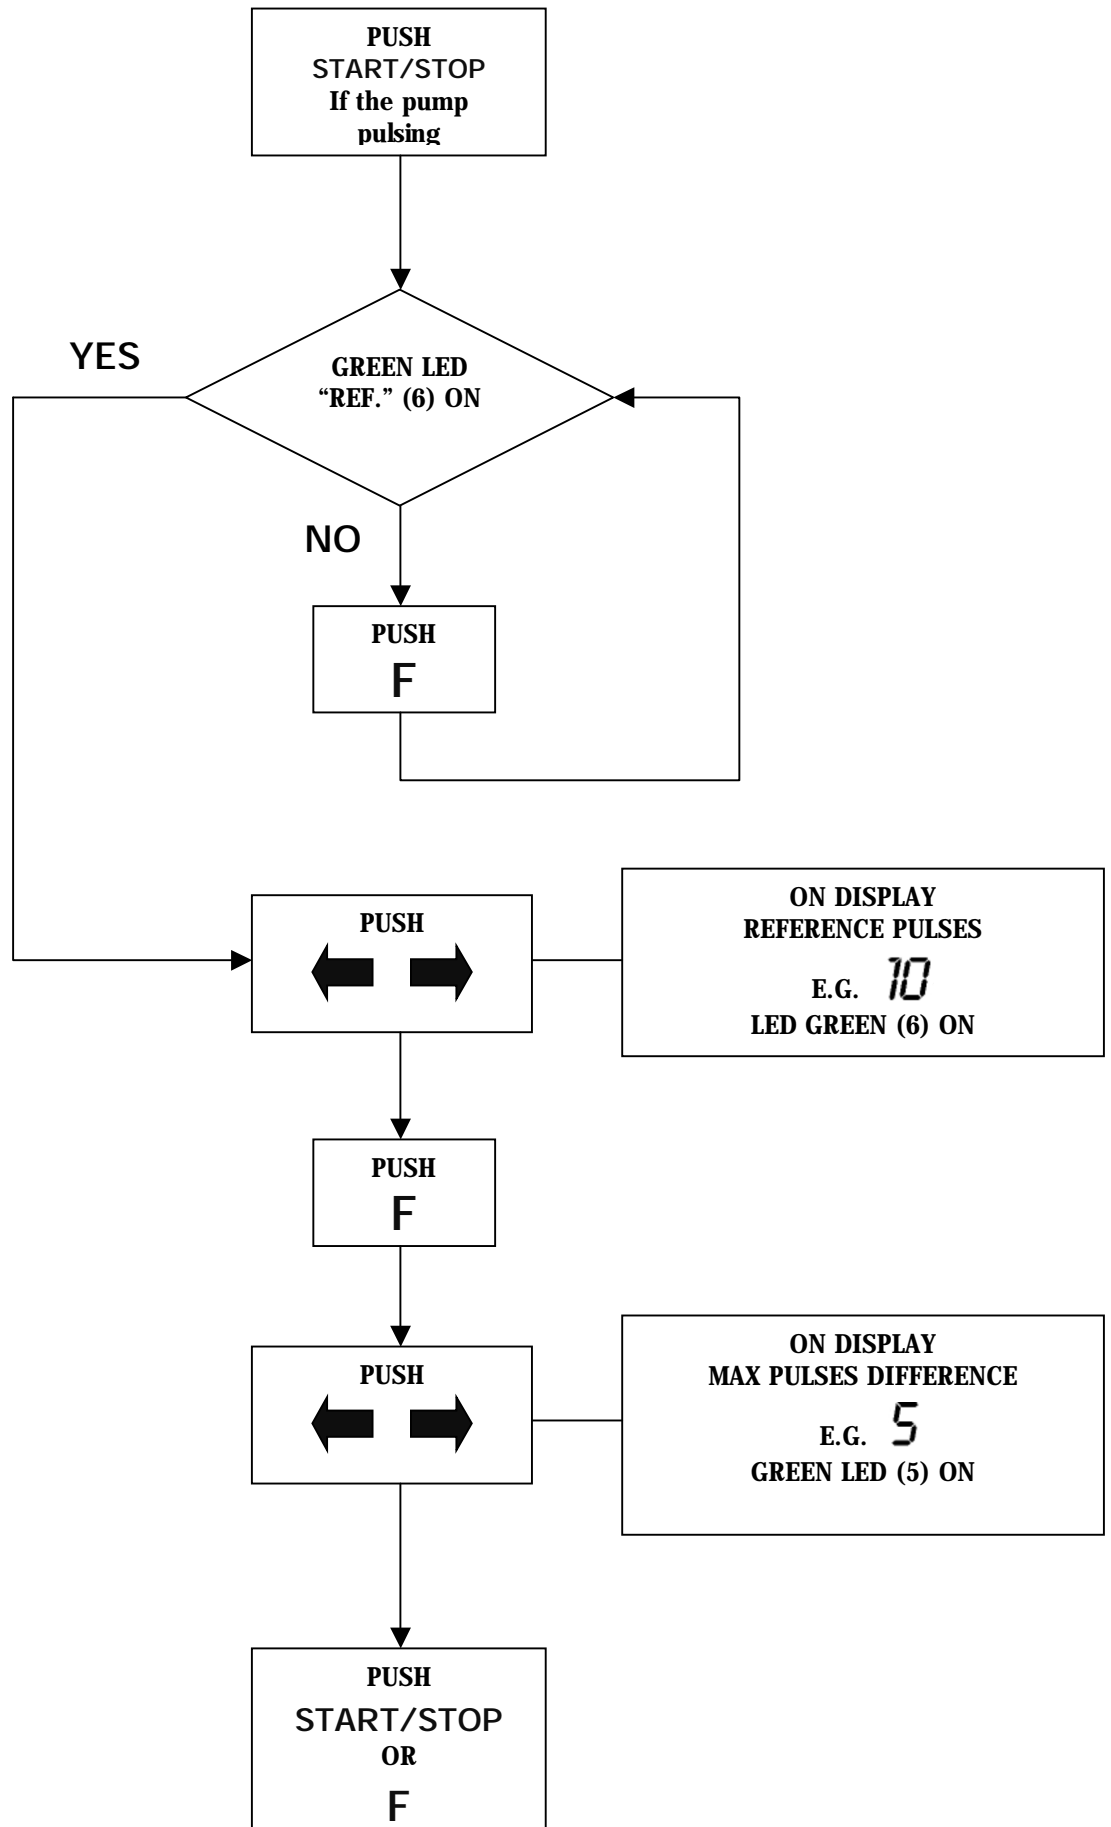 PUSH
START/STOP
If the pump
pulsing
YES
GREEN LED
“REF.” (6) ON
NO
PUSH
F
PUSH
ON DISPLAY
REFERENCE PULSES
E.G. 10
LED GREEN (6) ON
PUSH
F
PUSH
ON DISPLAY
MAX PULSES DIFFERENCE
E.G. 5
GREEN LED (5) ON
PUSH
START/STOP
OR
F